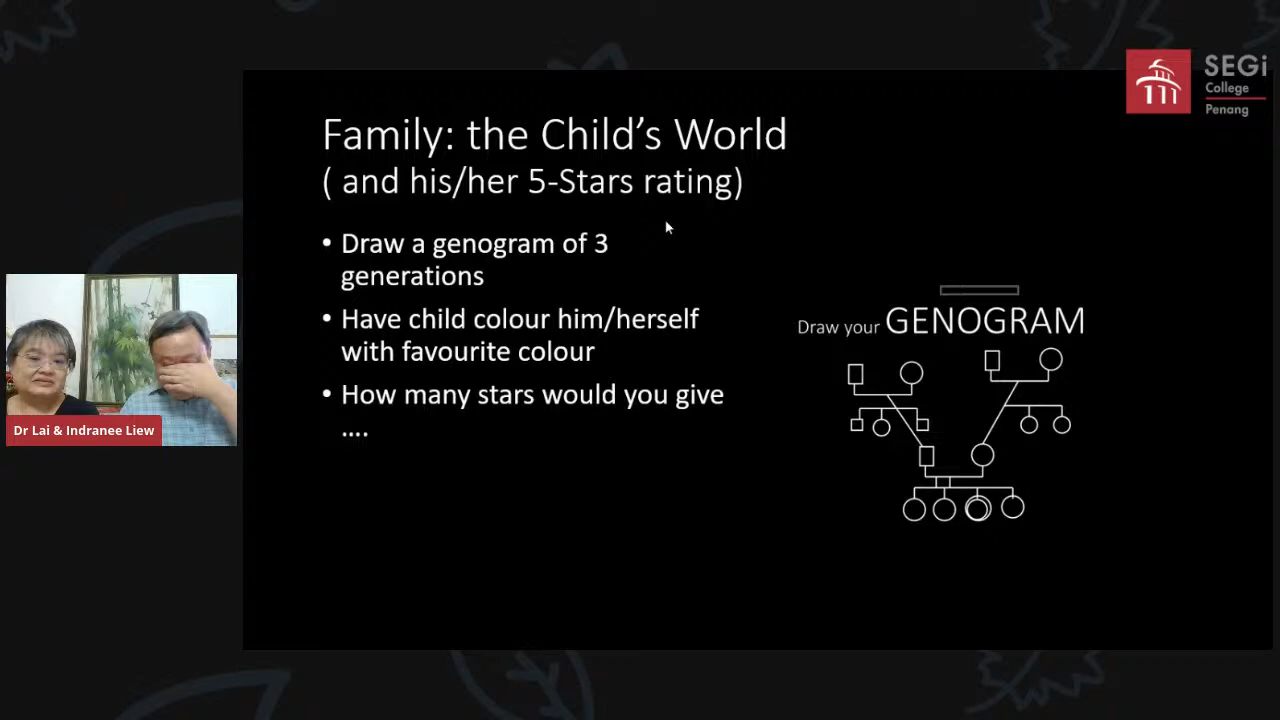 SEGi
College
Penang
Family: the Child's World
( and his/her 5-Stars rating)
• Draw a genogram of 3
generations
• Have child colour him/herself
with favourite colour
• How many stars would you give
....
Draw your GENOGRAM
Dr Lai & Indranee Liew